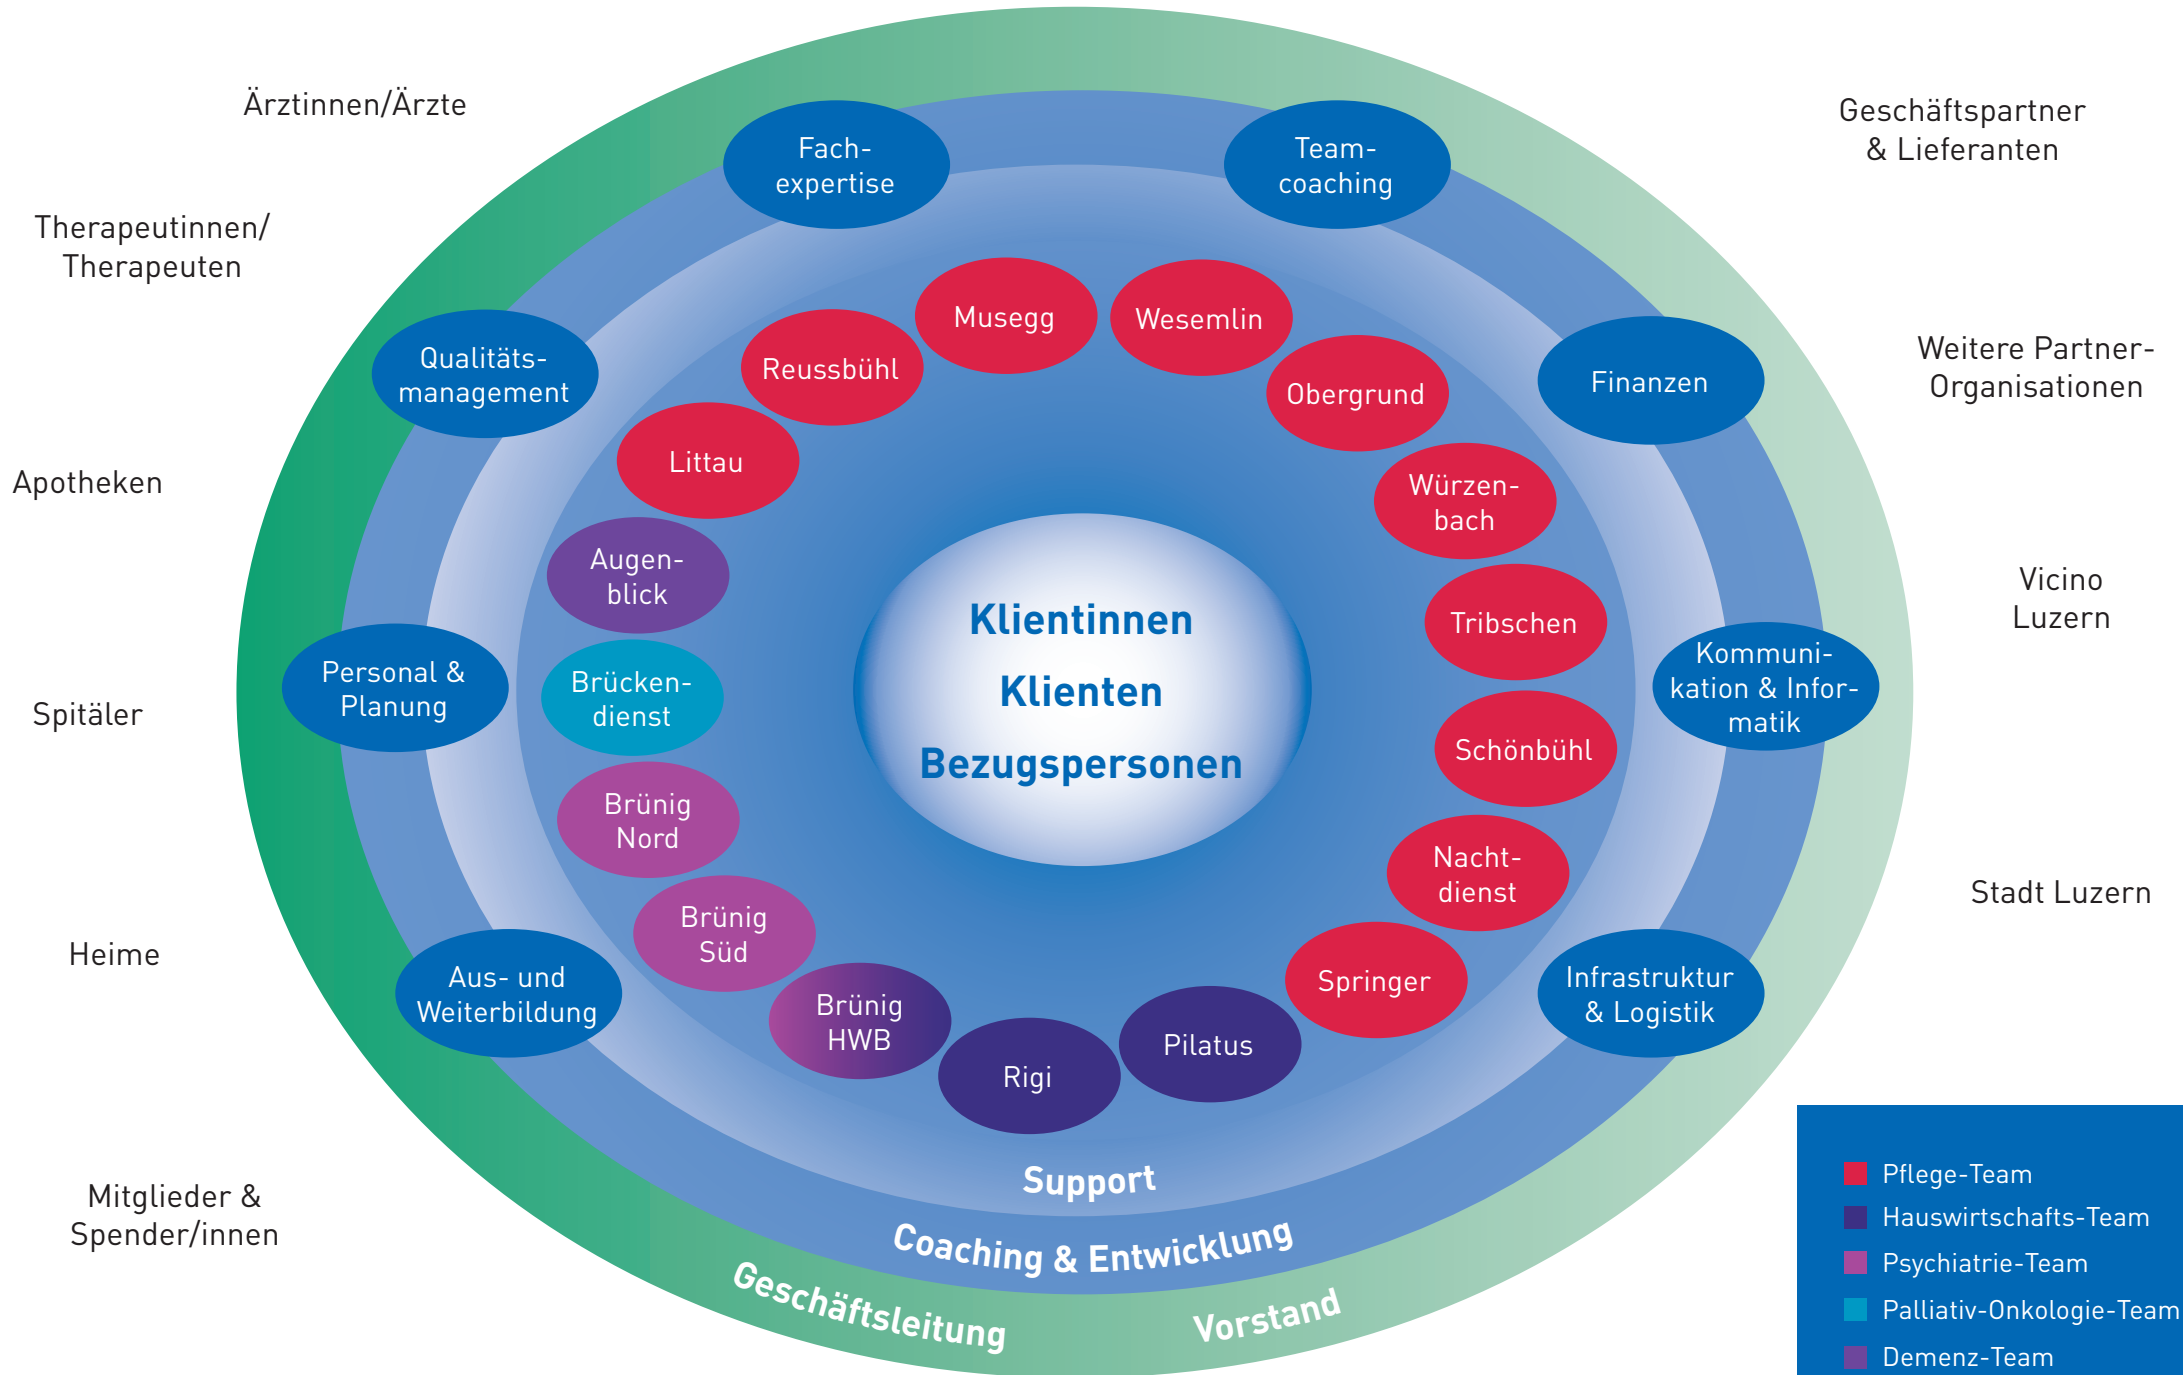 Ärztinnen/Ärzte
Therapeutinnen/
Therapeuten
Apotheken
Spitäler
Heime
Mitglieder &
Spender/innen
Geschäftspartner
& Lieferanten
Weitere Partner-
Organisationen
Vicino
Luzern
Stadt Luzern
Fach-
expertise
Team-
coaching
Qualitäts-
management
Finanzen
Personal &
Planung
Kommuni-
kation & Infor-
matik
Aus- und
Weiterbildung
Infrastruktur
& Logistik
Musegg
Wesemlin
Reussbühl
Obergrund
Littau
Würzen-
bach
Augen-
blick
Tribschen
Brücken-
dienst
Schönbühl
Brünig
Nord
Nacht-
dienst
Brünig
Süd
Springer
Brünig
HWB
Rigi
Pilatus
Klientinnen
Klienten
Bezugspersonen
Support
Coaching & Entwicklung
Geschäftsleitung
Vorstand
Pflege-Team
Hauswirtschafts-Team
Psychiatrie-Team
Palliativ-Onkologie-Team
Demenz-Team